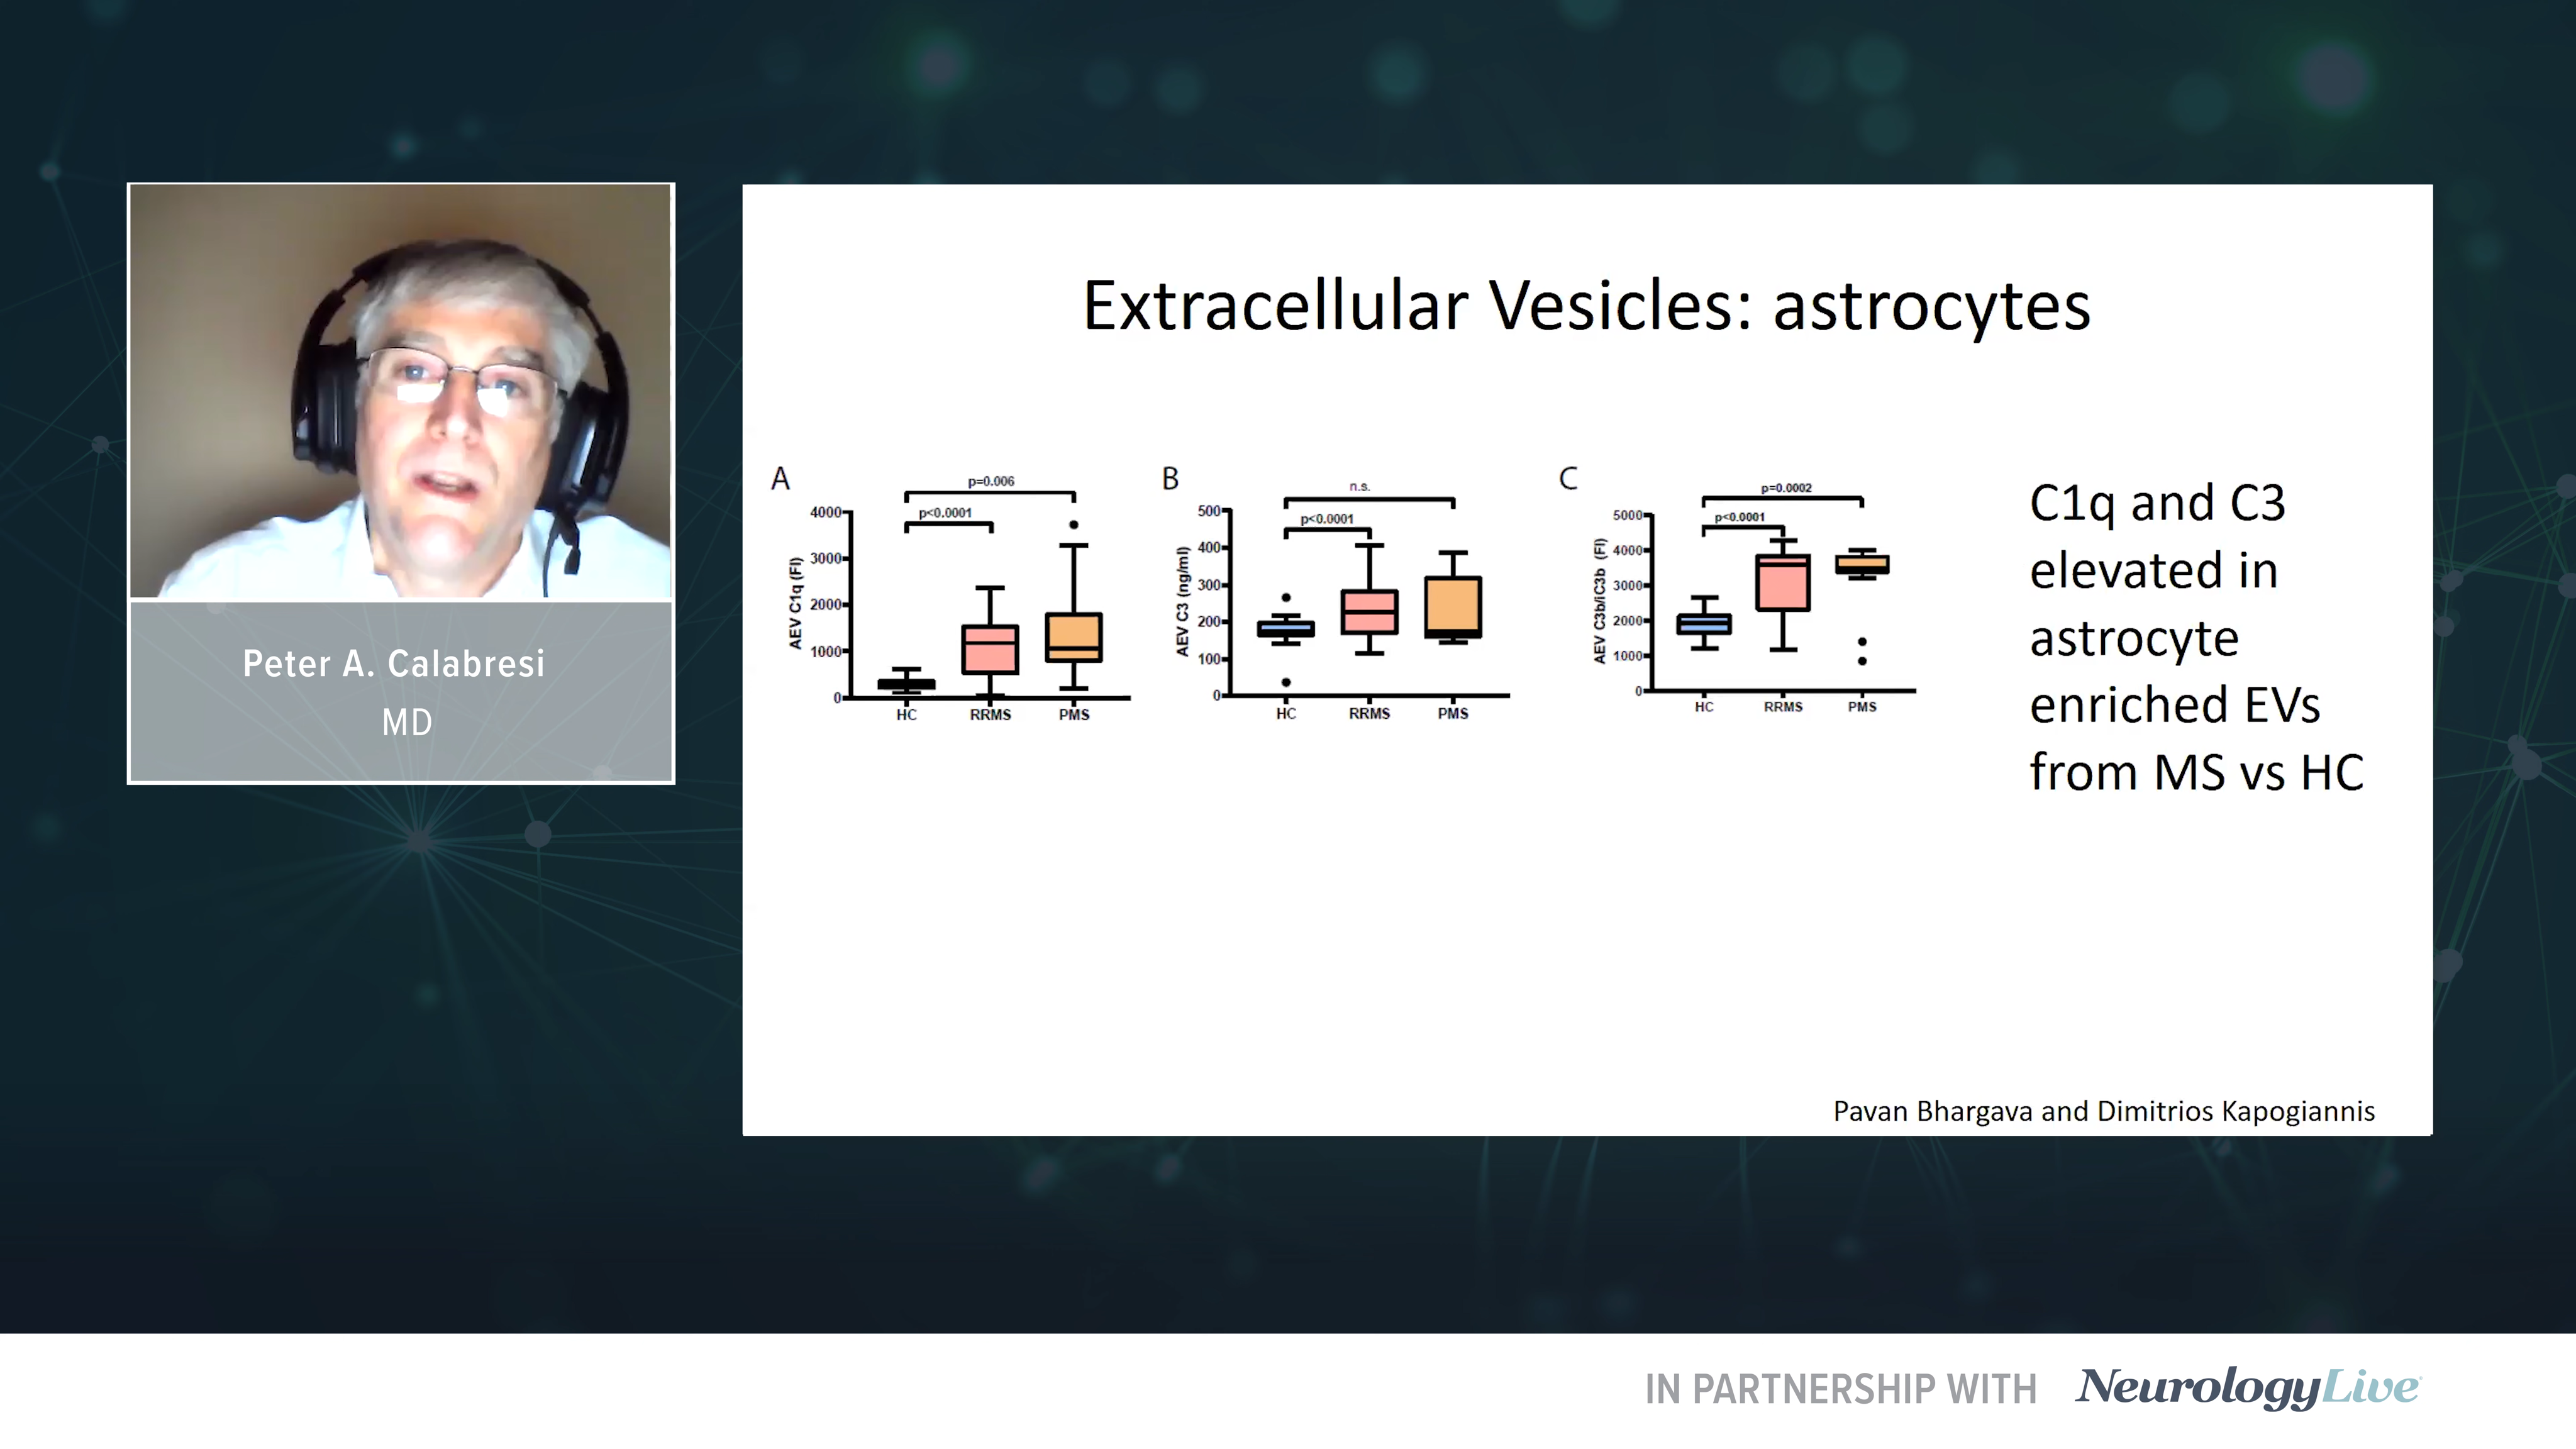 Peter A. Calabresi
MD
Extracellular Vesicles: astrocytes
A
p=0.006
p<0.0001
4000
3000
2000
1000
0
AEV C1q (FI)
HC RRMS PMS
B
n.s.
p<0.0001
500
400
300
200
100
0
AEV C3 (ng/ml)
HC RRMS PMS
C
p=0.0002
p<0.0001
5000
4000
3000
2000
1000
0
AEV C3b/iC3b (FI)
HC RRMS PMS
C1q and C3
elevated in
astrocyte
enriched EVs
from MS vs HC
Pavan Bhargava and Dimitrios Kapogiannis
IN PARTNERSHIP WITH NeurologyLive